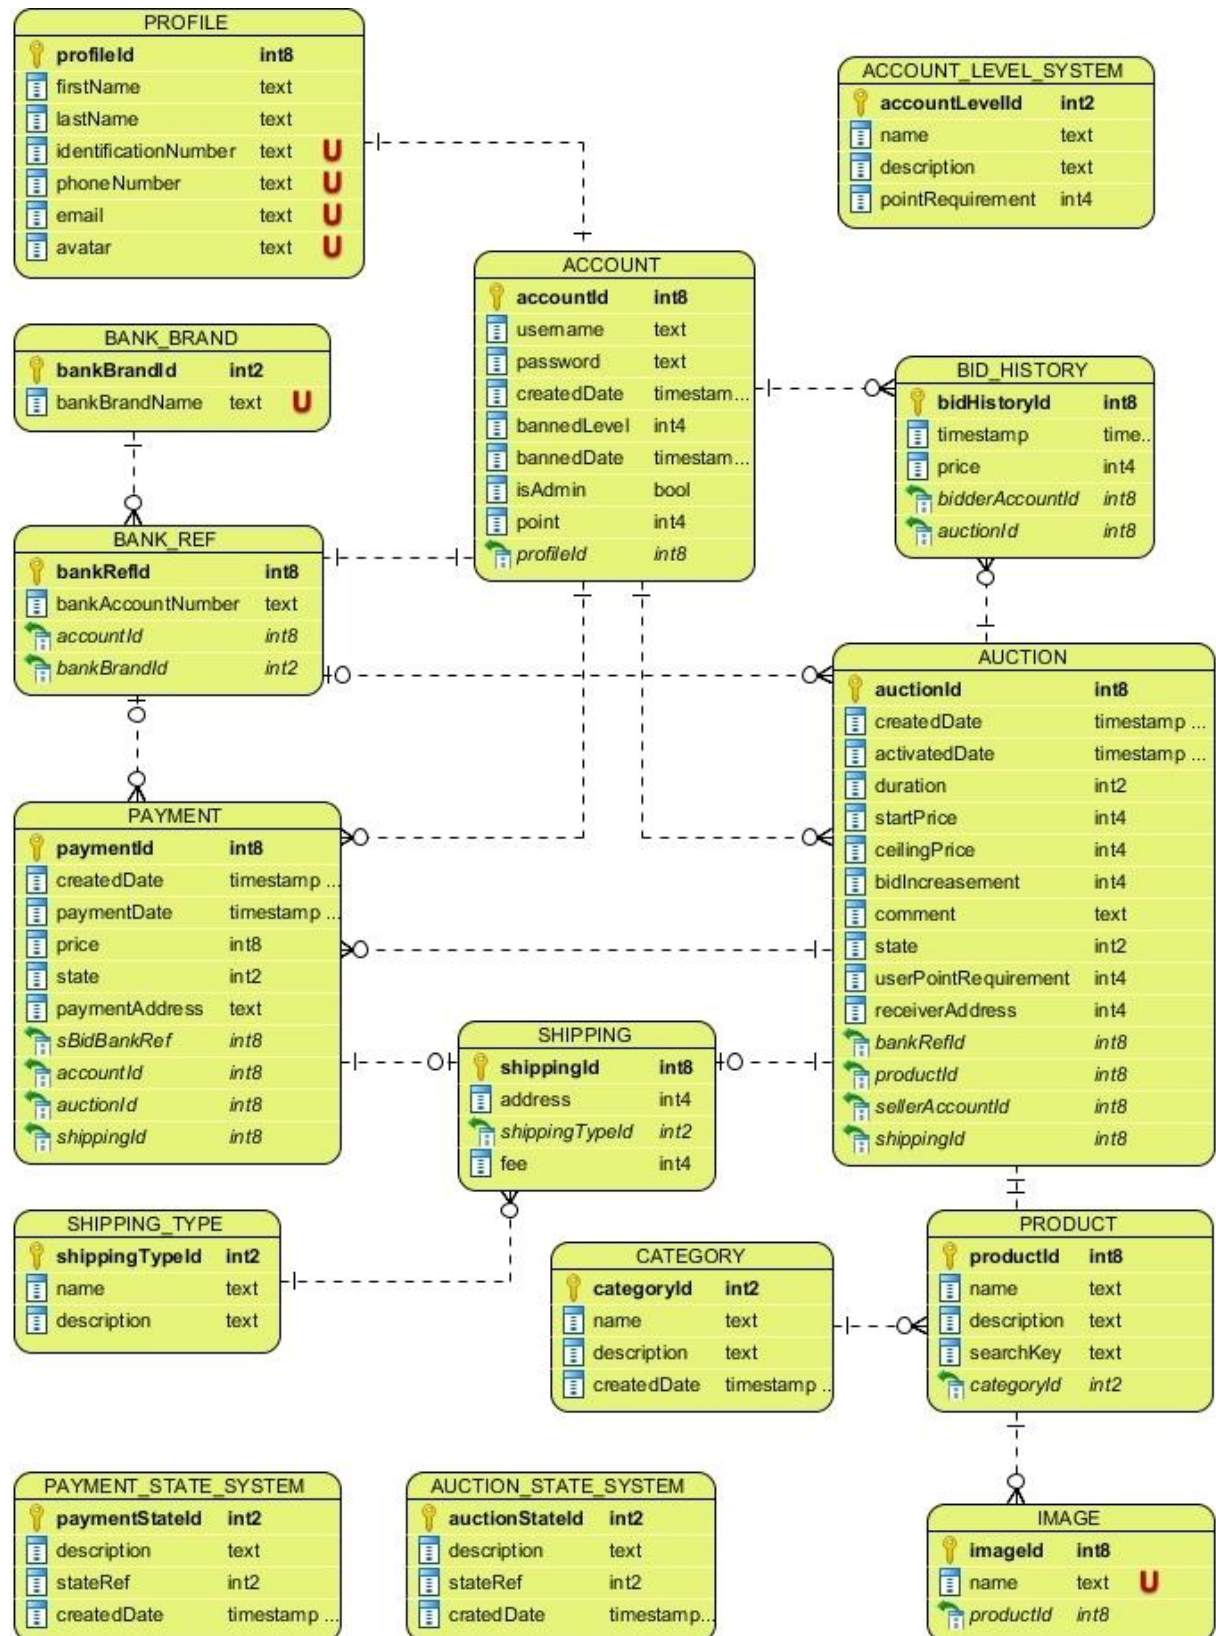 PROFILE
profileId int8
firstName text
lastName text
identificationNumber text U
phoneNumber text U
email text U
avatar text U
ACCOUNT_LEVEL_SYSTEM
accountLevelId int2
name text
description text
pointRequirement int4
ACCOUNT
accountId int8
username text
password text
createdDate timestam...
bannedLevel int4
bannedDate timestam...
isAdmin bool
point int4
profileId int8
BANK_BRAND
bankBrandId int2
bankBrandName text U
BID_HISTORY
bidHistoryId int8
timestamp time..
price int4
bidderAccountId int8
auctionId int8
BANK_REF
bankRefId int8
bankAccountNumber text
accountId int8
bankBrandId int2
AUCTION
auctionId int8
createdDate timestamp ...
activatedDate timestamp ...
duration int2
startPrice int4
ceilingPrice int4
bidIncreasement int4
comment text
state int2
userPointRequirement int4
receiverAddress int4
bankRefId int8
productId int8
sellerAccountId int8
shippingId int8
PAYMENT
paymentId int8
createdDate timestamp ...
paymentDate timestamp ...
price int8
state int2
paymentAddress text
sBidBankRef int8
accountId int8
auctionId int8
shippingId int8
SHIPPING
shippingId int8
address int4
shippingTypeId int2
fee int4
SHIPPING_TYPE
shippingTypeId int2
name text
description text
CATEGORY
categoryId int2
name text
description text
createdDate timestamp ..
PRODUCT
productId int8
name text
description text
searchKey text
categoryId int2
PAYMENT_STATE_SYSTEM
paymentStateId int2
description text
stateRef int2
createdDate timestamp ...
AUCTION_STATE_SYSTEM
auctionStateId int2
description text
stateRef int2
cratedDate timestamp...
IMAGE
imageId int8
name text U
productId int8